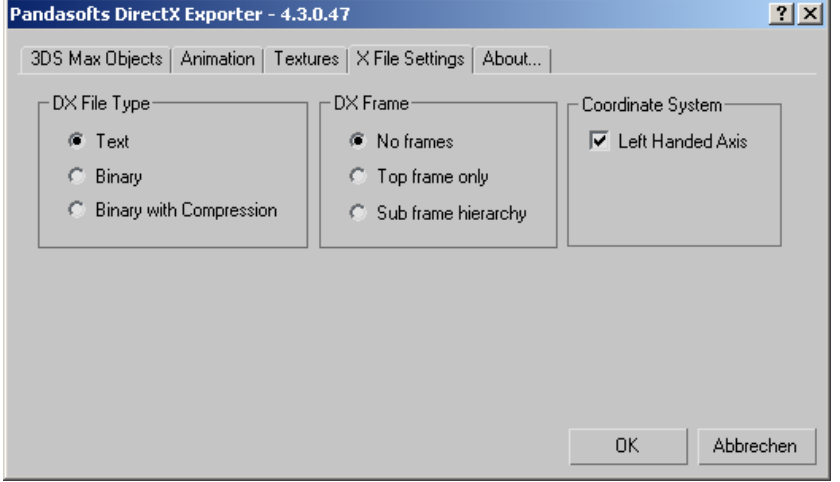 Pandasofts DirectX Exporter - 4.3.0.47
3DS Max Objects Animation Textures X File Settings About...
DX File Type
Text
Binary
Binary with Compression
DX Frame
No frames
Top frame only
Sub frame hierarchy
Coordinate System
Left Handed Axis
OK Abbrechen